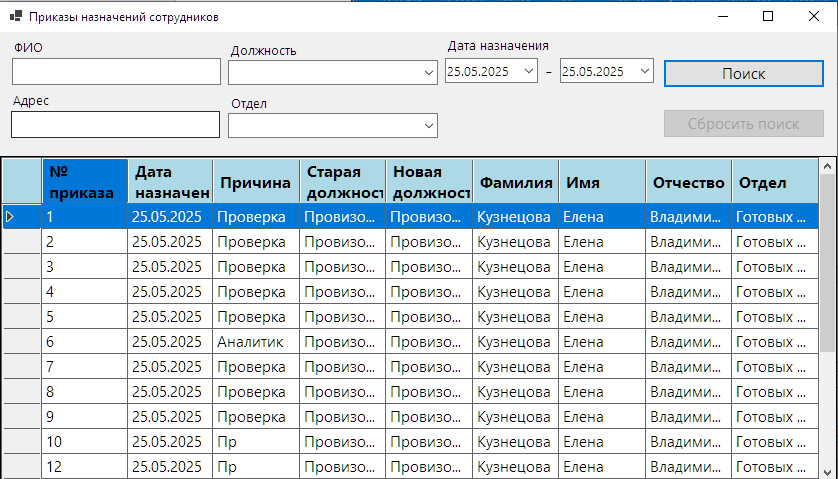 Приказы назначений сотрудников
ФИО
Должность
Дата назначения
25.05.2025 - 25.05.2025
Поиск
Адрес
Отдел
Сбросить поиск
№ приказа Дата назначен Причина Старая должност Новая должност Фамилия Имя Отчество Отдел
1 25.05.2025 Проверка Провизо... Провизо... Кузнецова Елена Владими... Готовых ...
2 25.05.2025 Проверка Провизо... Провизо... Кузнецова Елена Владими... Готовых ...
3 25.05.2025 Проверка Провизо... Провизо... Кузнецова Елена Владими... Готовых ...
4 25.05.2025 Проверка Провизо... Провизо... Кузнецова Елена Владими... Готовых ...
5 25.05.2025 Проверка Провизо... Провизо... Кузнецова Елена Владими... Готовых ...
6 25.05.2025 Аналитик Провизо... Провизо... Кузнецова Елена Владими... Готовых ...
7 25.05.2025 Проверка Провизо... Провизо... Кузнецова Елена Владими... Готовых ...
8 25.05.2025 Проверка Провизо... Провизо... Кузнецова Елена Владими... Готовых ...
9 25.05.2025 Проверка Провизо... Провизо... Кузнецова Елена Владими... Готовых ...
10 25.05.2025 Пр Провизо... Провизо... Кузнецова Елена Владими... Готовых ...
12 25.05.2025 Пр Провизо... Провизо... Кузнецова Елена Владими... Готовых ...